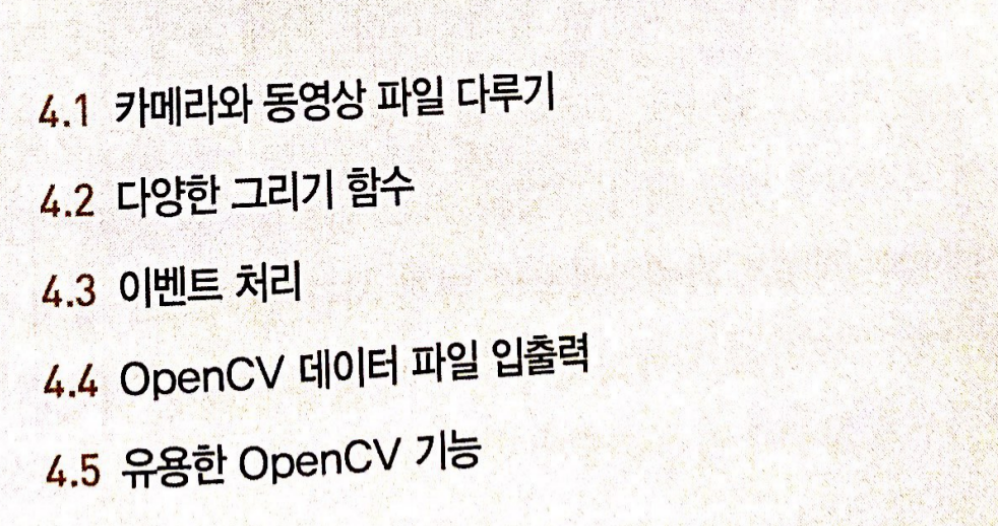 4.1 카메라와 동영상 파일 다루기
4.2 다양한 그리기 함수
4.3 이벤트 처리
4.4 OpenCV 데이터 파일 입출력
4.5 유용한 OpenCV 기능